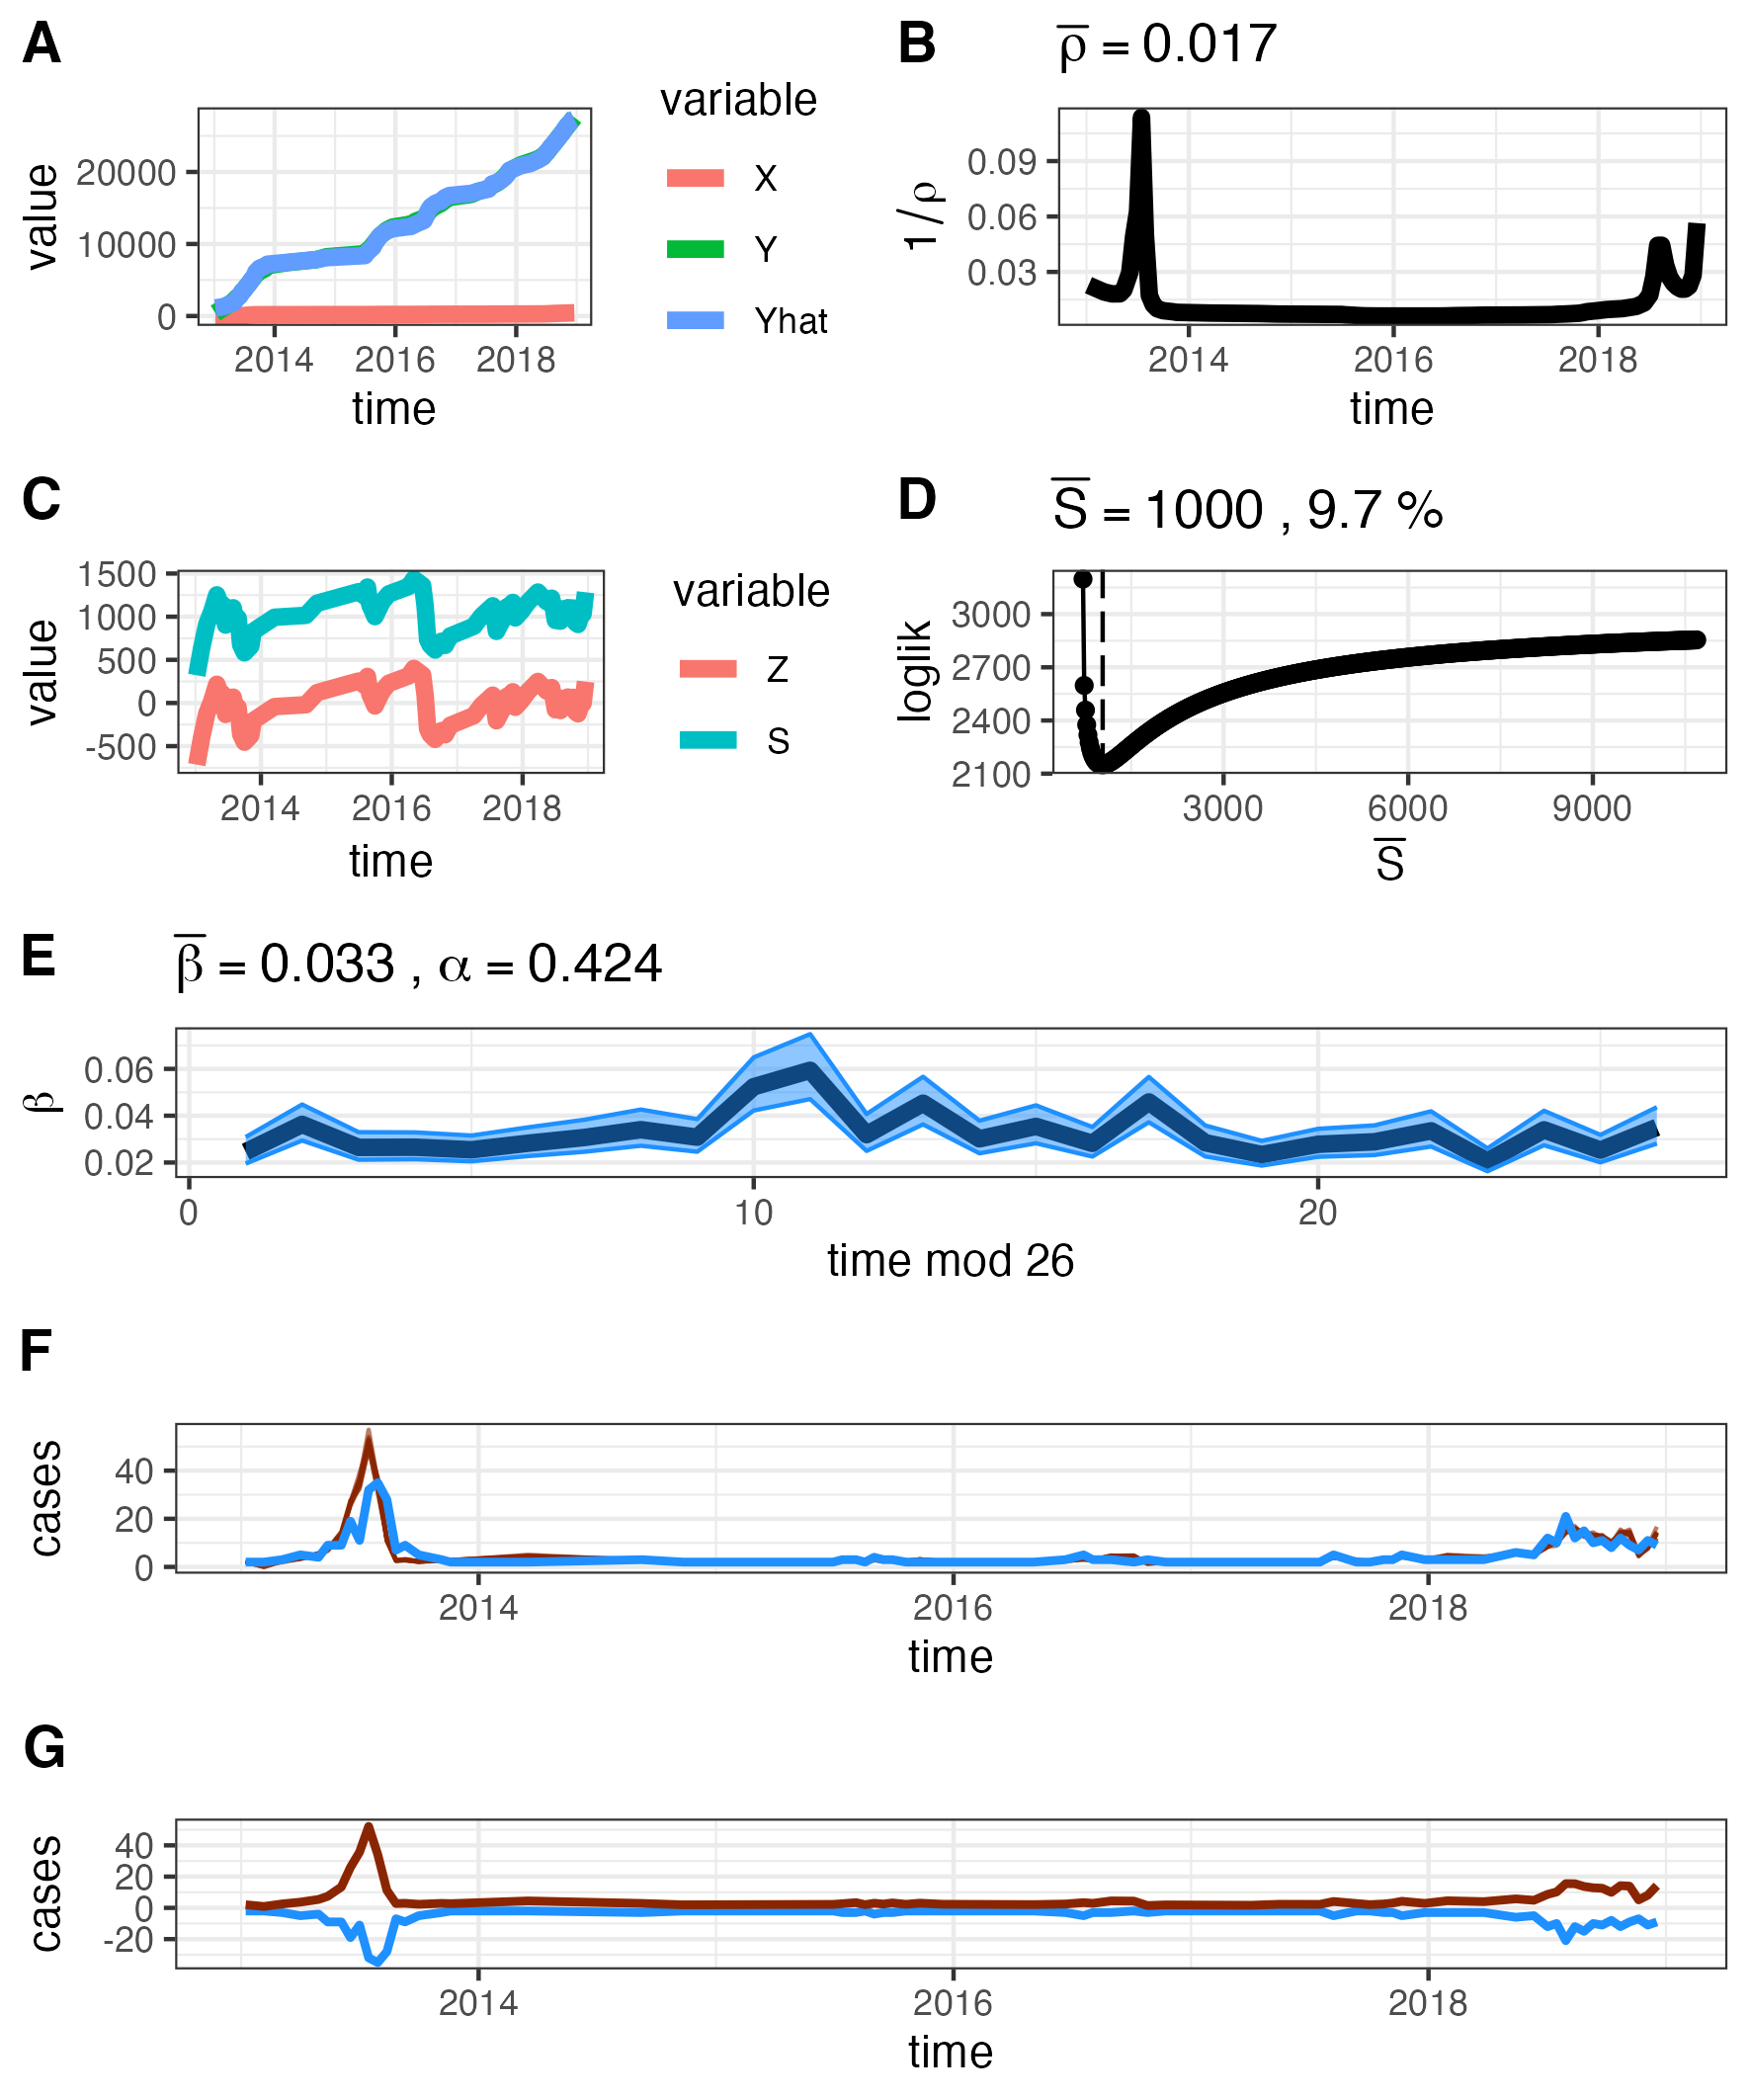 A
variable
X
Y
Yhat
value
20000
10000
0
2014 2016 2018
time
B
ρ̅ = 0.017
1/ρ
0.09
0.06
0.03
2014 2016 2018
time
C
variable
Z
S
value
1500
1000
500
0
-500
2014 2016 2018
time
D
S̅ = 1000 , 9.7 %
loglik
3000
2700
2400
2100
3000 6000 9000
S̅
E
β̅ = 0.033 , α = 0.424
β
0.06
0.04
0.02
0 10 20
time mod 26
F
cases
40
20
0
2014 2016 2018
time
G
cases
40
20
0
-20
2014 2016 2018
time